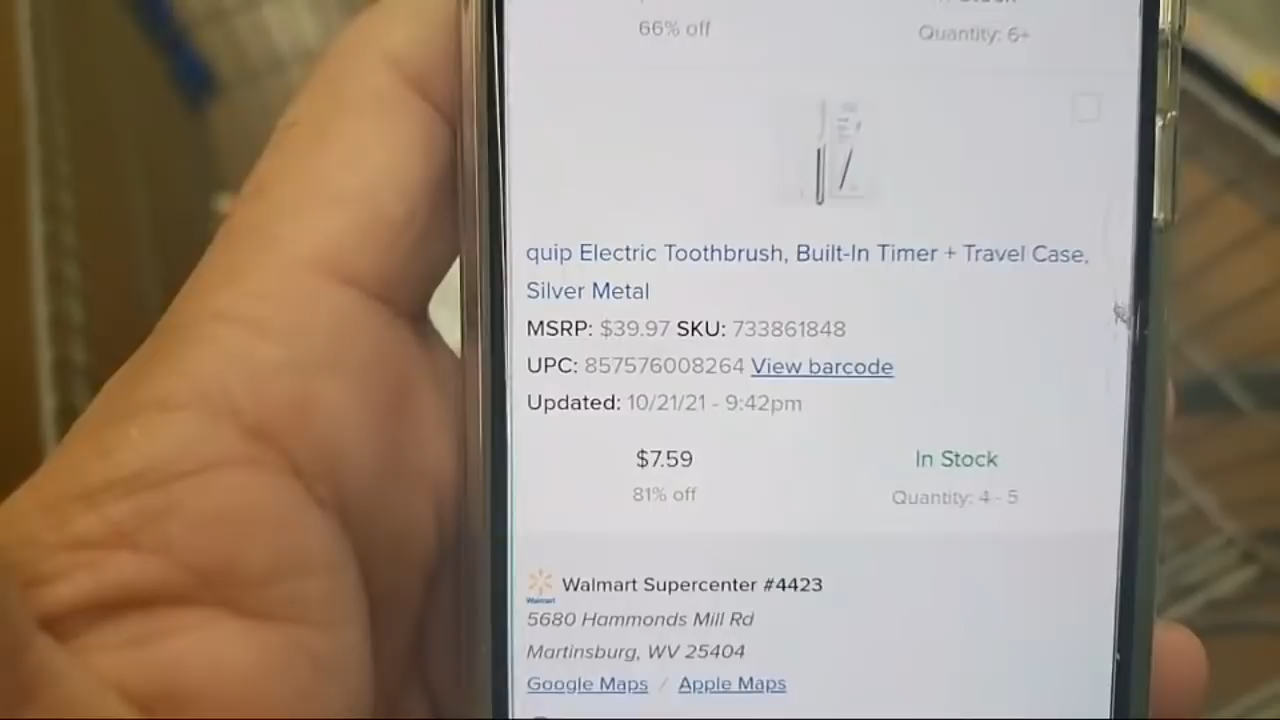 66% off
Quantity: 6+
quip Electric Toothbrush, Built-In Timer + Travel Case,
Silver Metal
MSRP: $39.97 SKU: 733861848
UPC: 857576008264 View barcode
Updated: 10/21/21 - 9:42pm
$7.59 In Stock
81% off Quantity: 4 - 5
Walmart
Walmart Supercenter #4423
5680 Hammonds Mill Rd
Martinsburg, WV 25404
Google Maps / Apple Maps